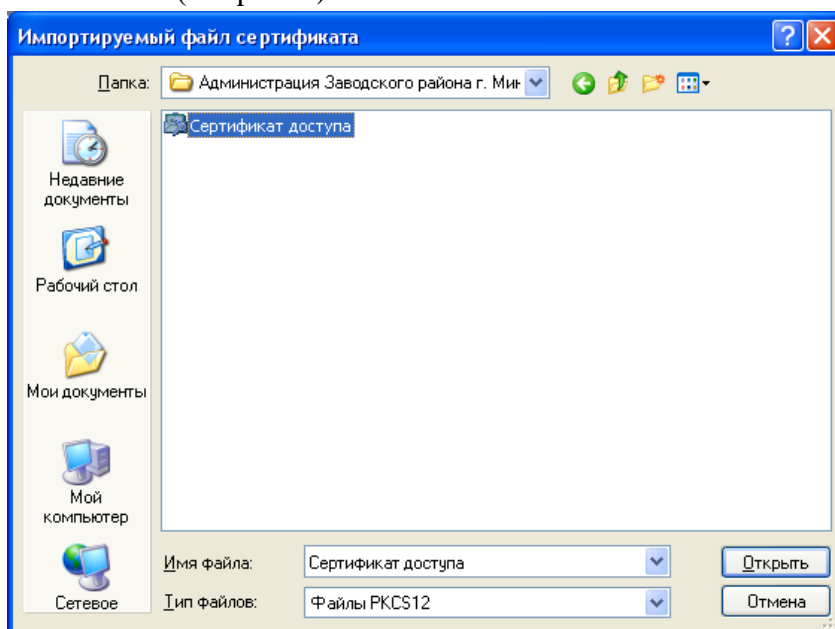 Импортируемый файл сертификата
Папка: Администрация Заводского района г. Мин
Сертификат доступа
Недавние
документы
Рабочий стол
Мои документы
Мой
компьютер
Сетевое
Имя файла: Сертификат доступа Открыть
Тип файлов: Файлы PKCS12 Отмена